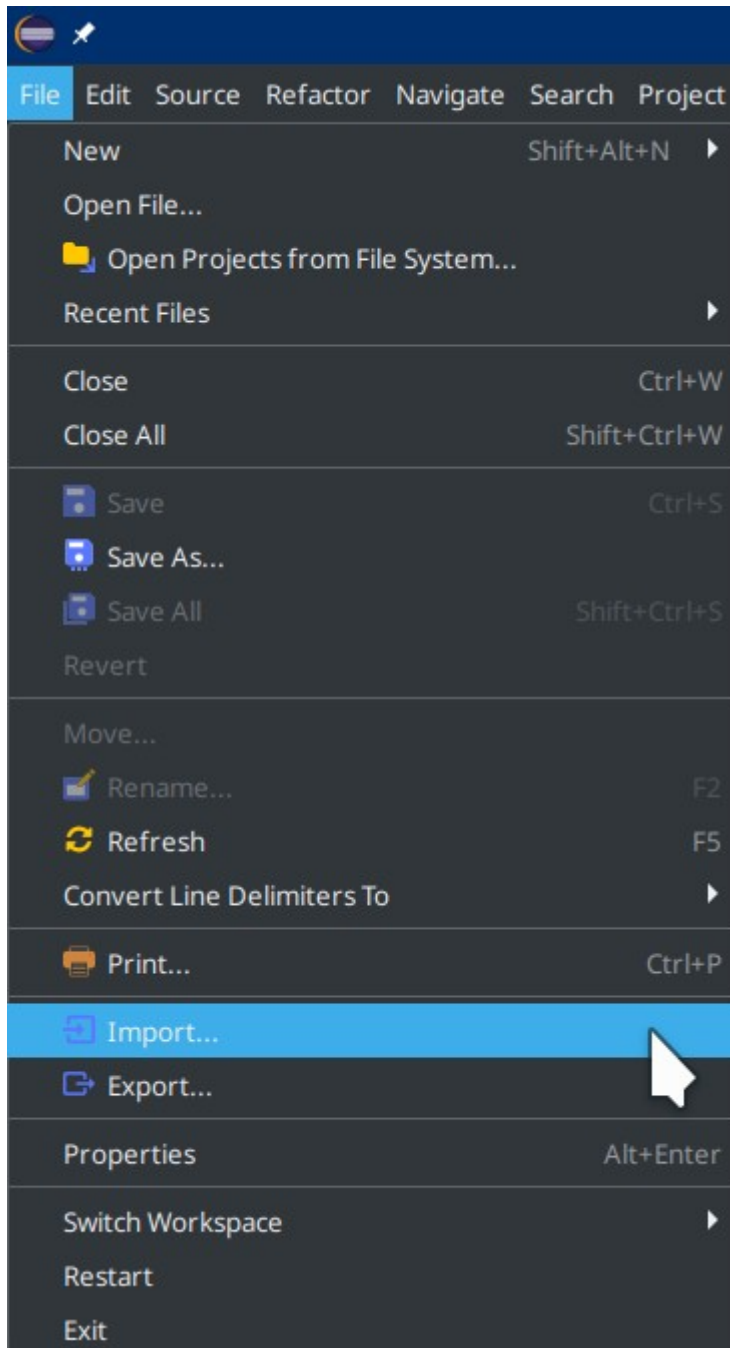 File Edit Source Refactor Navigate Search Project
New Shift+Alt+N
Open File...
Open Projects from File System...
Recent Files
Close Ctrl+W
Close All Shift+Ctrl+W
Save Ctrl+S
Save As...
Save All Shift+Ctrl+S
Revert
Move...
Rename... F2
Refresh F5
Convert Line Delimiters To
Print... Ctrl+P
Import...
Export...
Properties Alt+Enter
Switch Workspace
Restart
Exit